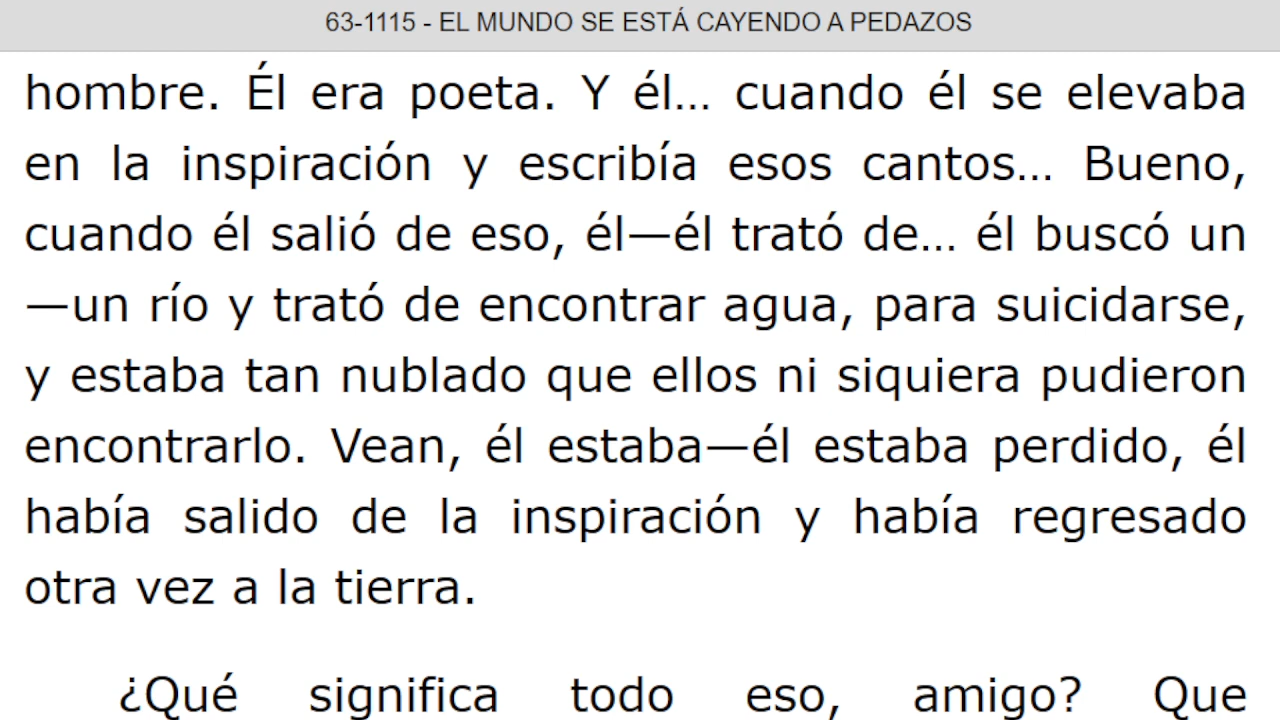 63-1115 - EL MUNDO SE ESTÁ CAYENDO A PEDAZOS
hombre. Él era poeta. Y él... cuando él se elevaba
en la inspiración y escribía esos cantos... Bueno,
cuando él salió de eso, él—él trató de... él buscó un
—un río y trató de encontrar agua, para suicidarse,
y estaba tan nublado que ellos ni siquiera pudieron
encontrarlo. Vean, él estaba—él estaba perdido, él
había salido de la inspiración y había regresado
otra vez a la tierra.
¿Qué significa todo eso, amigo? Que